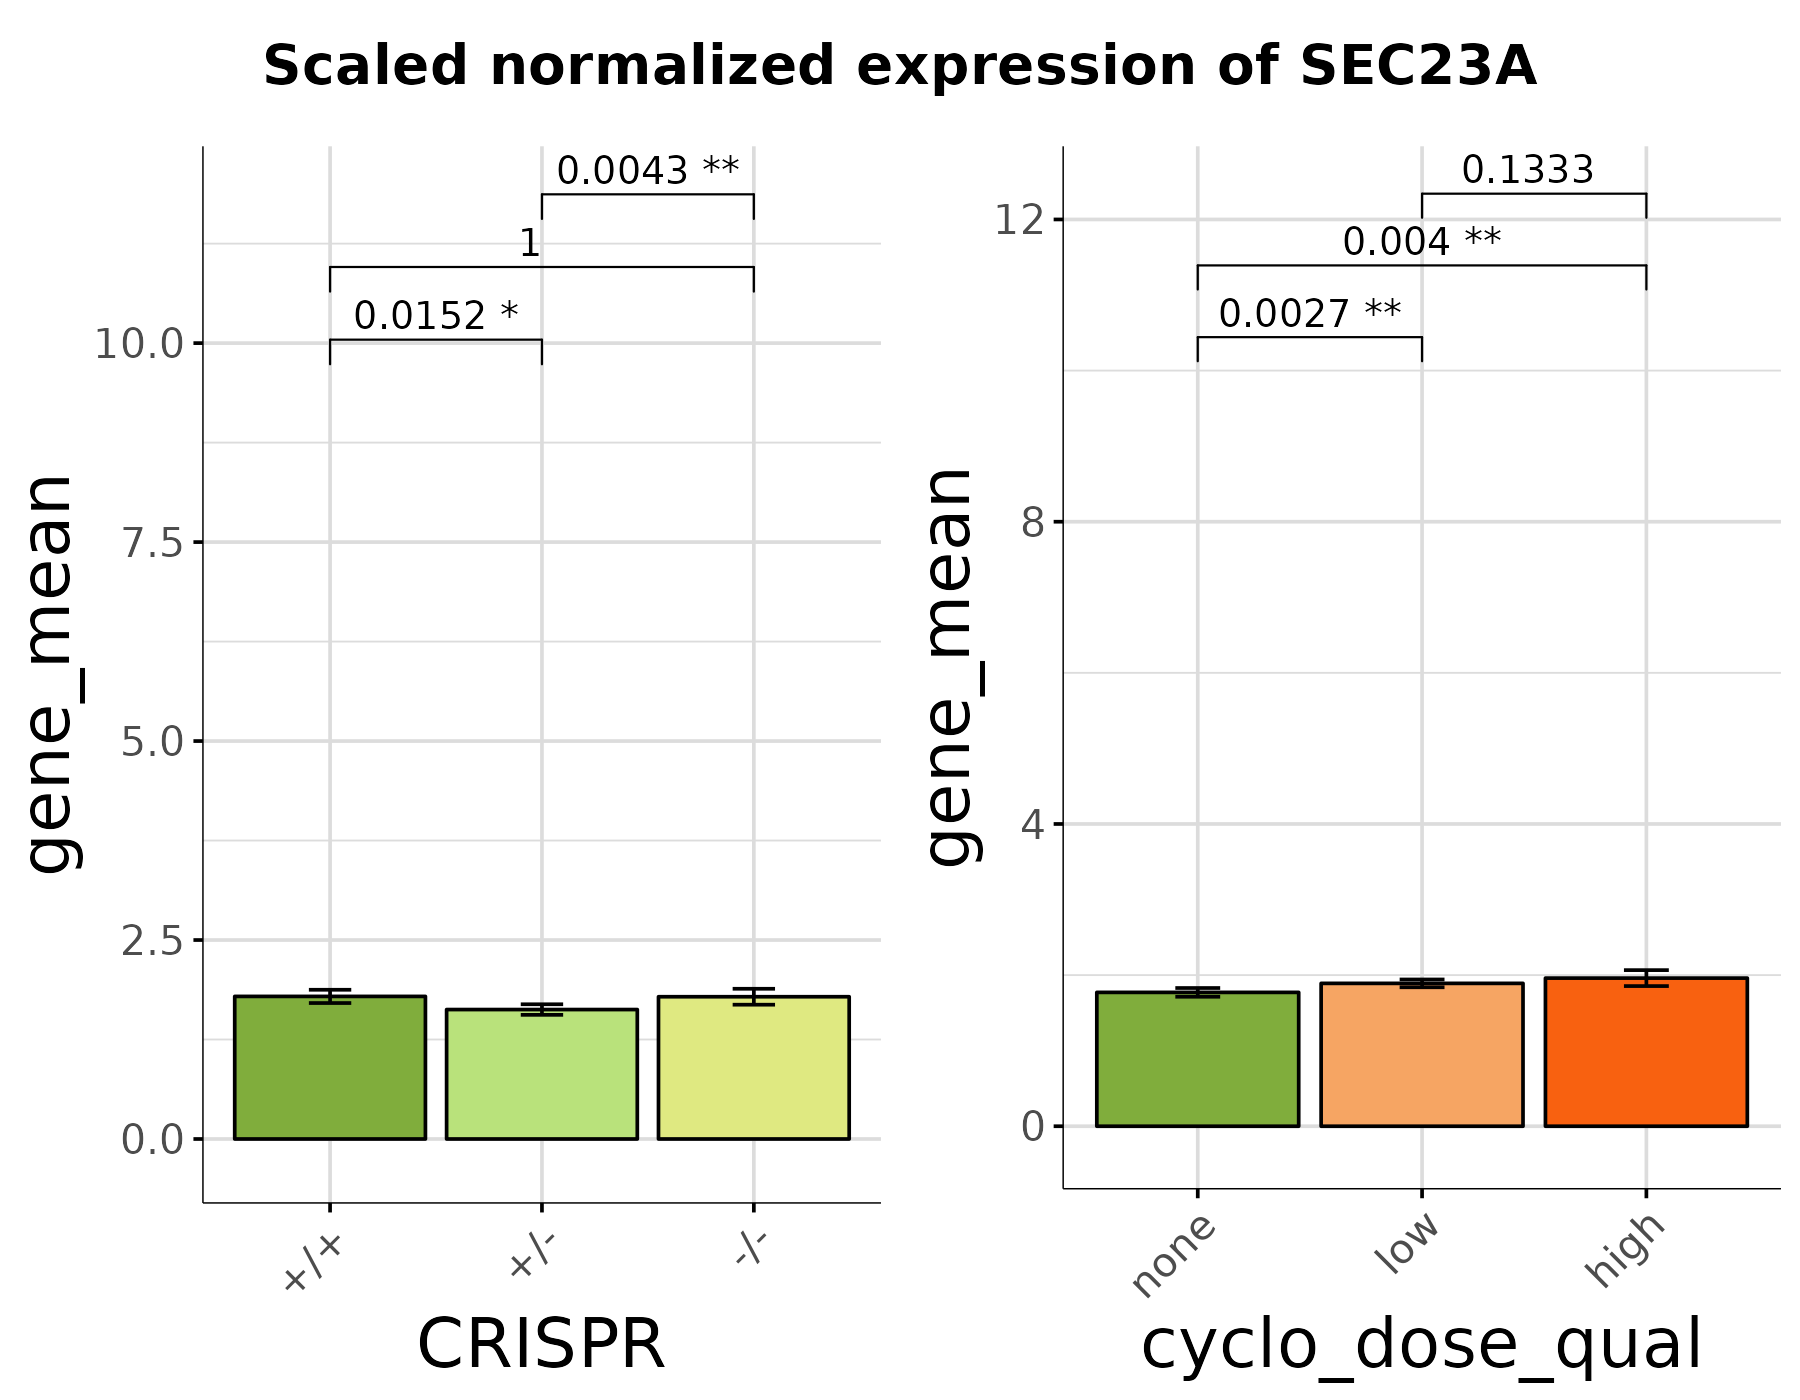 Scaled normalized expression of SEC23A
gene_mean
10.0
7.5
5.0
2.5
0.0
0.0043 **
1
0.0152 *
+/+
+/-
-/-
CRISPR
gene_mean
12
8
4
0
0.1333
0.004 **
0.0027 **
none
low
high
cyclo_dose_qual